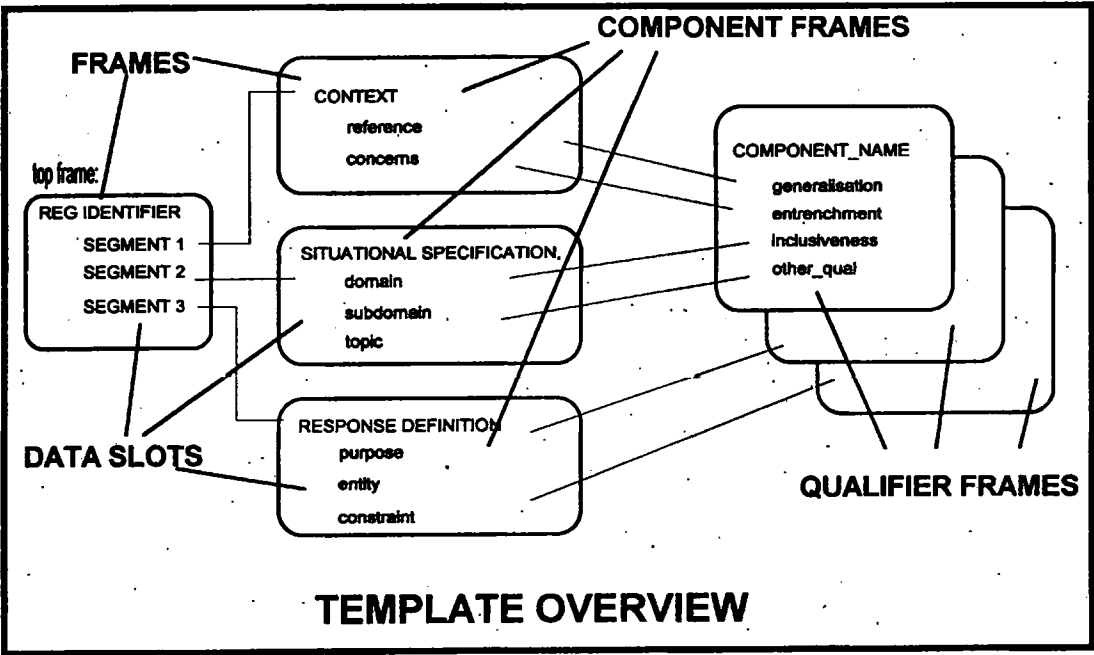 COMPONENT FRAMES
FRAMES
CONTEXT
reference
concerns
top frame:
REG IDENTIFIER
SEGMENT 1
SEGMENT 2
SEGMENT 3
SITUATIONAL SPECIFICATION,
domain
subdomain
topic
RESPONSE DEFINITION
purpose
entity
constraint
COMPONENT_NAME
generalisation
entrenchment
inclusiveness
other_qual
DATA SLOTS
QUALIFIER FRAMES
TEMPLATE OVERVIEW